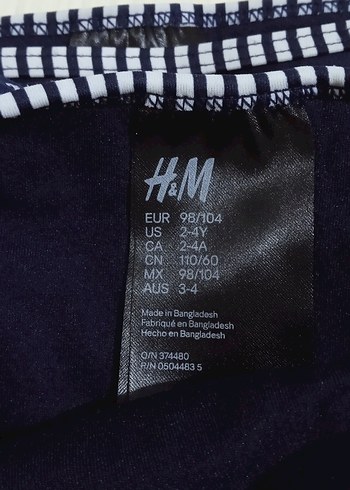 H&M
EUR 98/104
US 2-4Y
CA 2-4A
CN 110/60
MX 98/104
AUS 3-4
Made in Bangladesh
Fabriqué en Bangladesh
Hecho en Bangladesh
O/N 374480
P/N 0504483 5